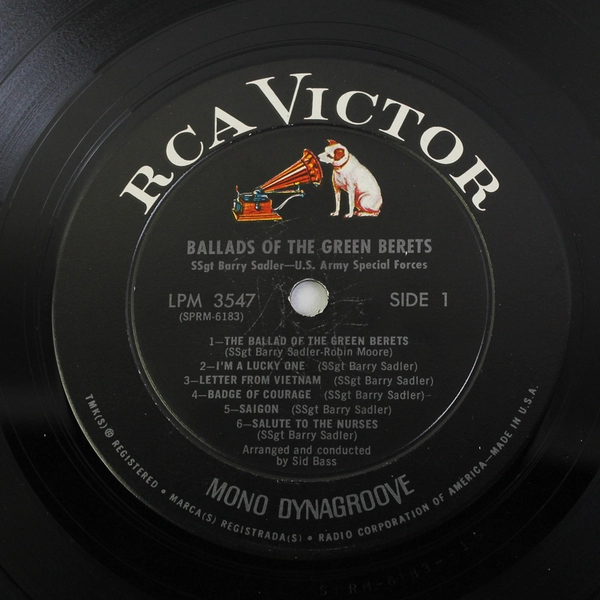 RCA VICTOR
BALLADS OF THE GREEN BERETS
SSgt Barry Sadler—U.S. Army Special Forces
LPM 3547
(SPRM-6183)
SIDE 1
1—THE BALLAD OF THE GREEN BERETS
(SSgt Barry Sadler-Robin Moore)
2—I'M A LUCKY ONE (SSgt Barry Sadler)
3—LETTER FROM VIETNAM (SSgt Barry Sadler)
4—BADGE OF COURAGE (SSgt Barry Sadler)
5—SAIGON (SSgt Barry Sadler)
6—SALUTE TO THE NURSES
(SSgt Barry Sadler)
Arranged and conducted
by Sid Bass
MONO DYNAGROOVE
TMK(S) ® REGISTERED • MARCA(S) REGISTRADA(S) • RADIO CORPORATION OF AMERICA—MADE IN U.S.A.